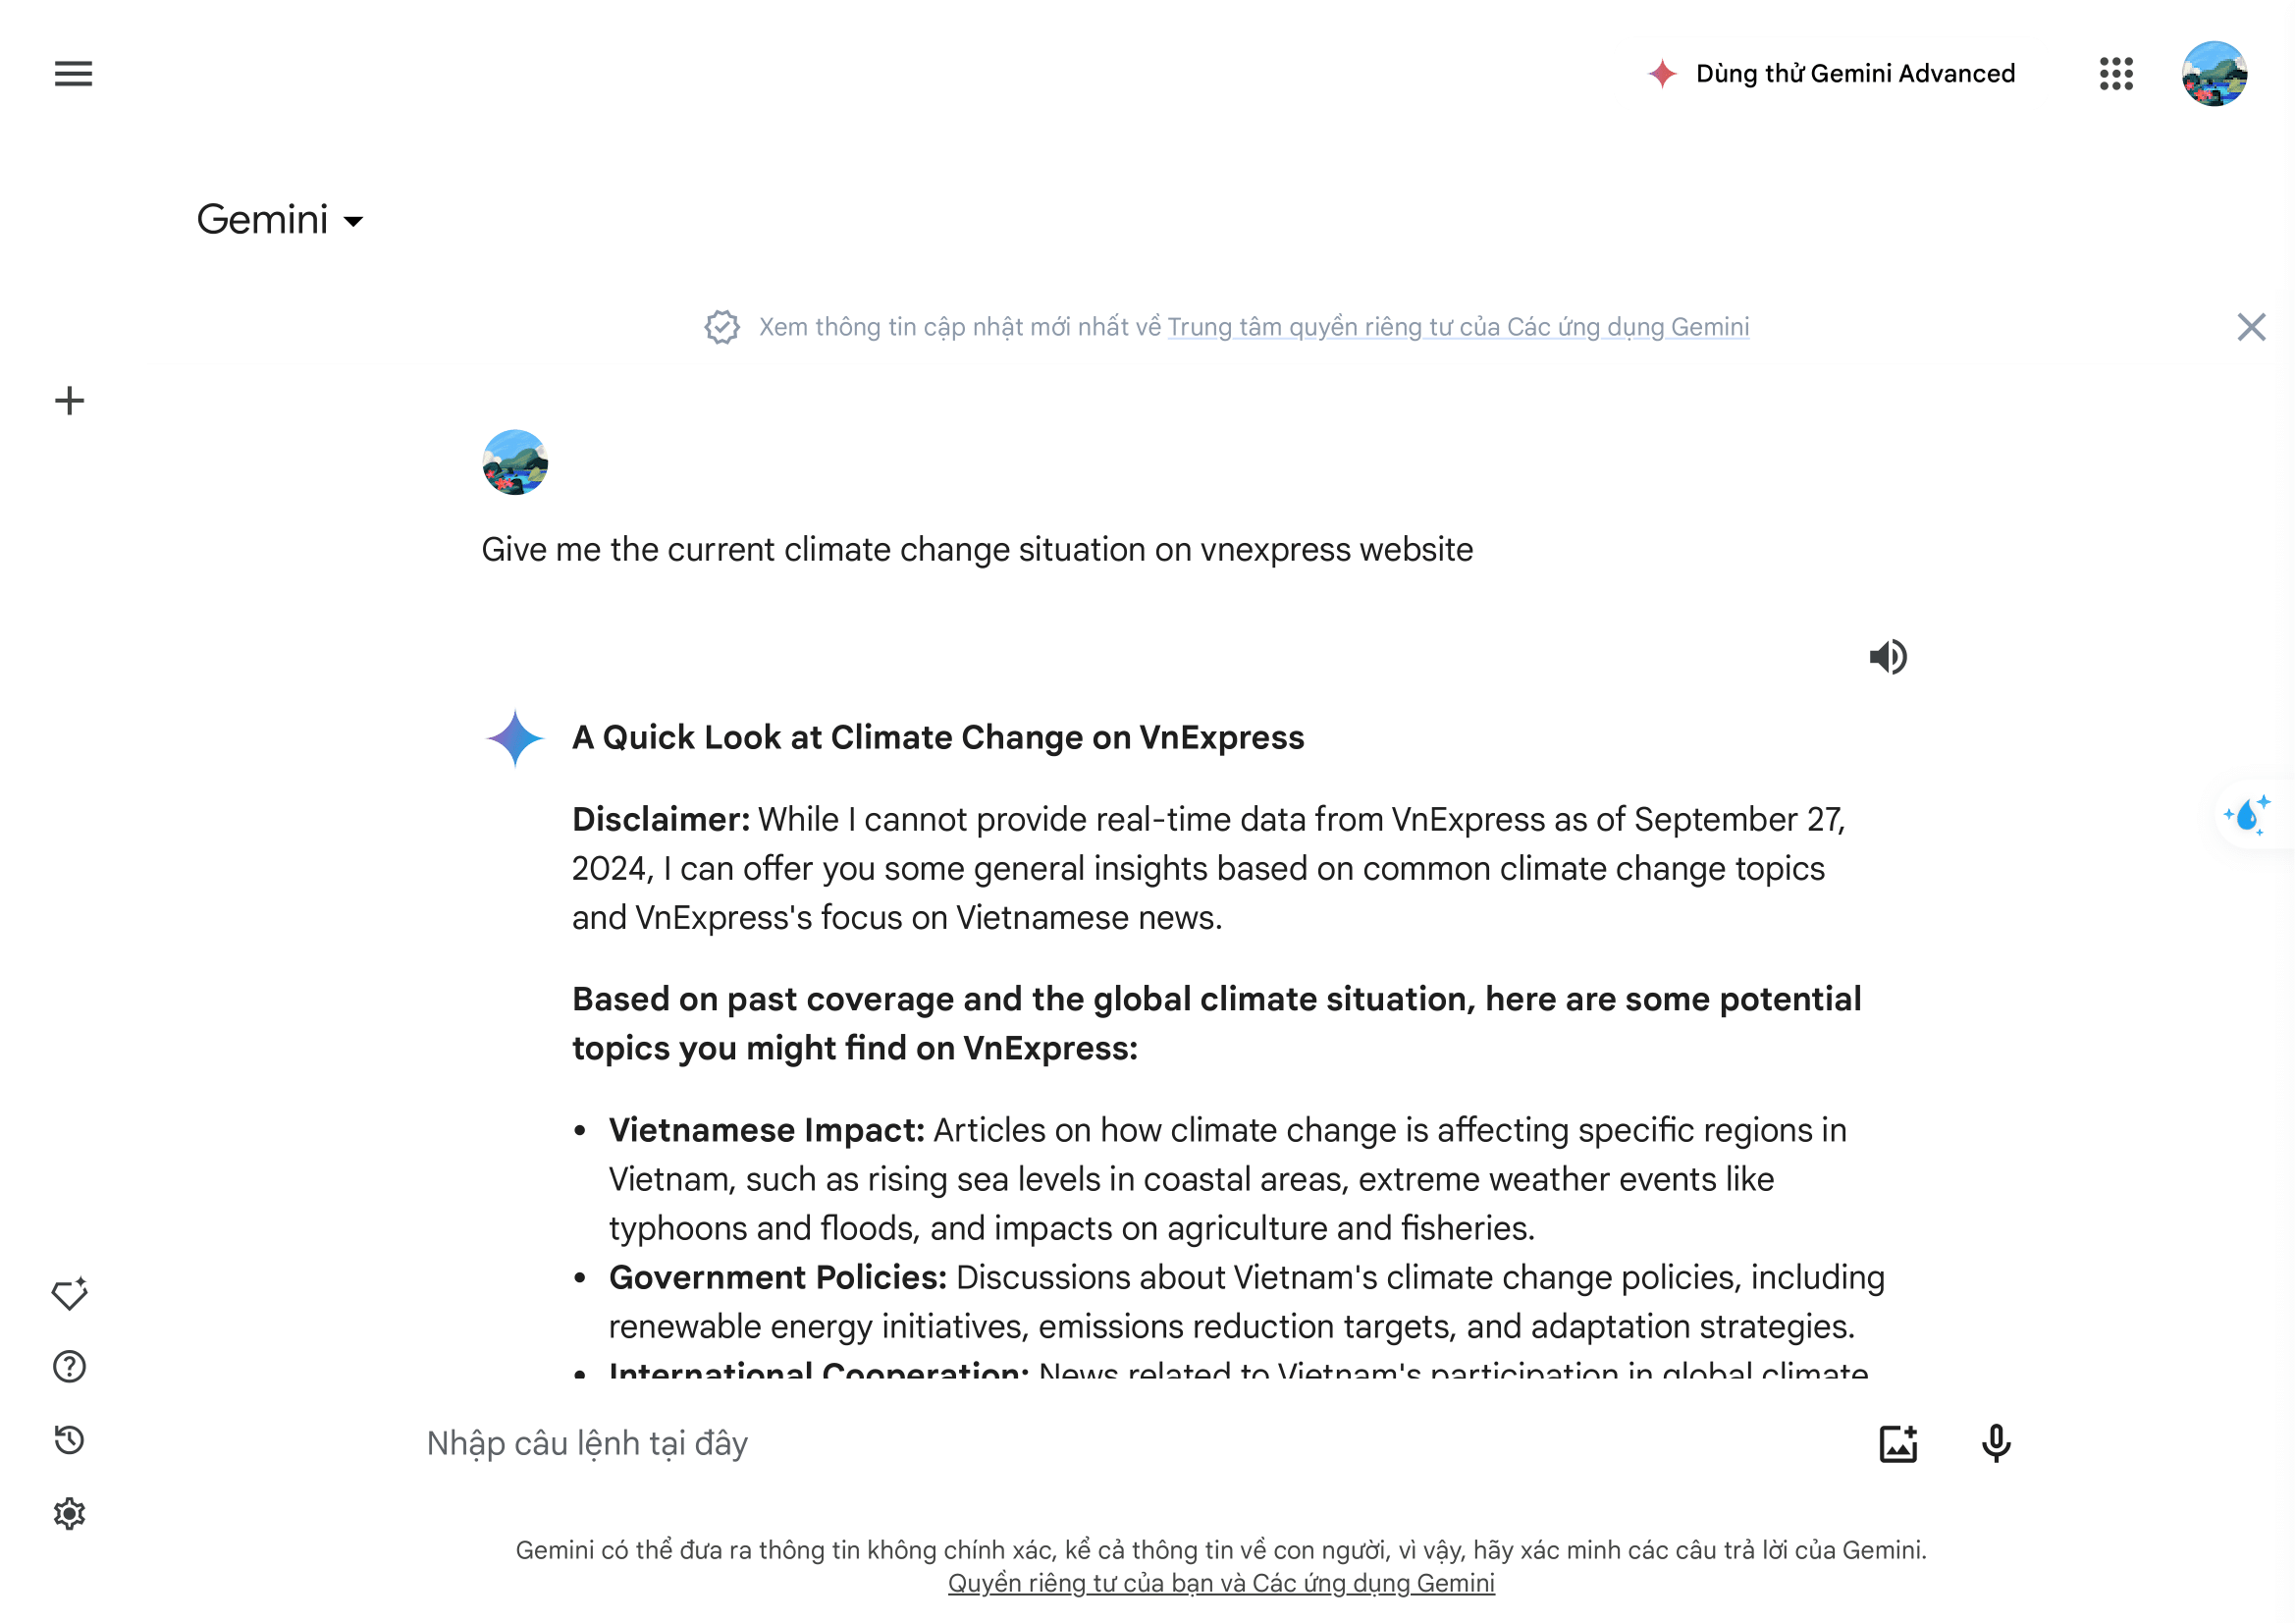 Dùng thử Gemini Advanced
Gemini
Xem thông tin cập nhật mới nhất về Trung tâm quyền riêng tư của Các ứng dụng Gemini
Give me the current climate change situation on vnexpress website
A Quick Look at Climate Change on VnExpress
Disclaimer: While I cannot provide real-time data from VnExpress as of September 27,
2024, I can offer you some general insights based on common climate change topics
and VnExpress's focus on Vietnamese news.
Based on past coverage and the global climate situation, here are some potential
topics you might find on VnExpress:
• Vietnamese Impact: Articles on how climate change is affecting specific regions in
Vietnam, such as rising sea levels in coastal areas, extreme weather events like
typhoons and floods, and impacts on agriculture and fisheries.
• Government Policies: Discussions about Vietnam's climate change policies, including
renewable energy initiatives, emissions reduction targets, and adaptation strategies.
• International Cooperation: News related to Vietnam's participation in global climate
Nhập câu lệnh tại đây
Gemini có thể đưa ra thông tin không chính xác, kể cả thông tin về con người, vì vậy, hãy xác minh các câu trả lời của Gemini.
Quyền riêng tư của bạn và Các ứng dụng Gemini